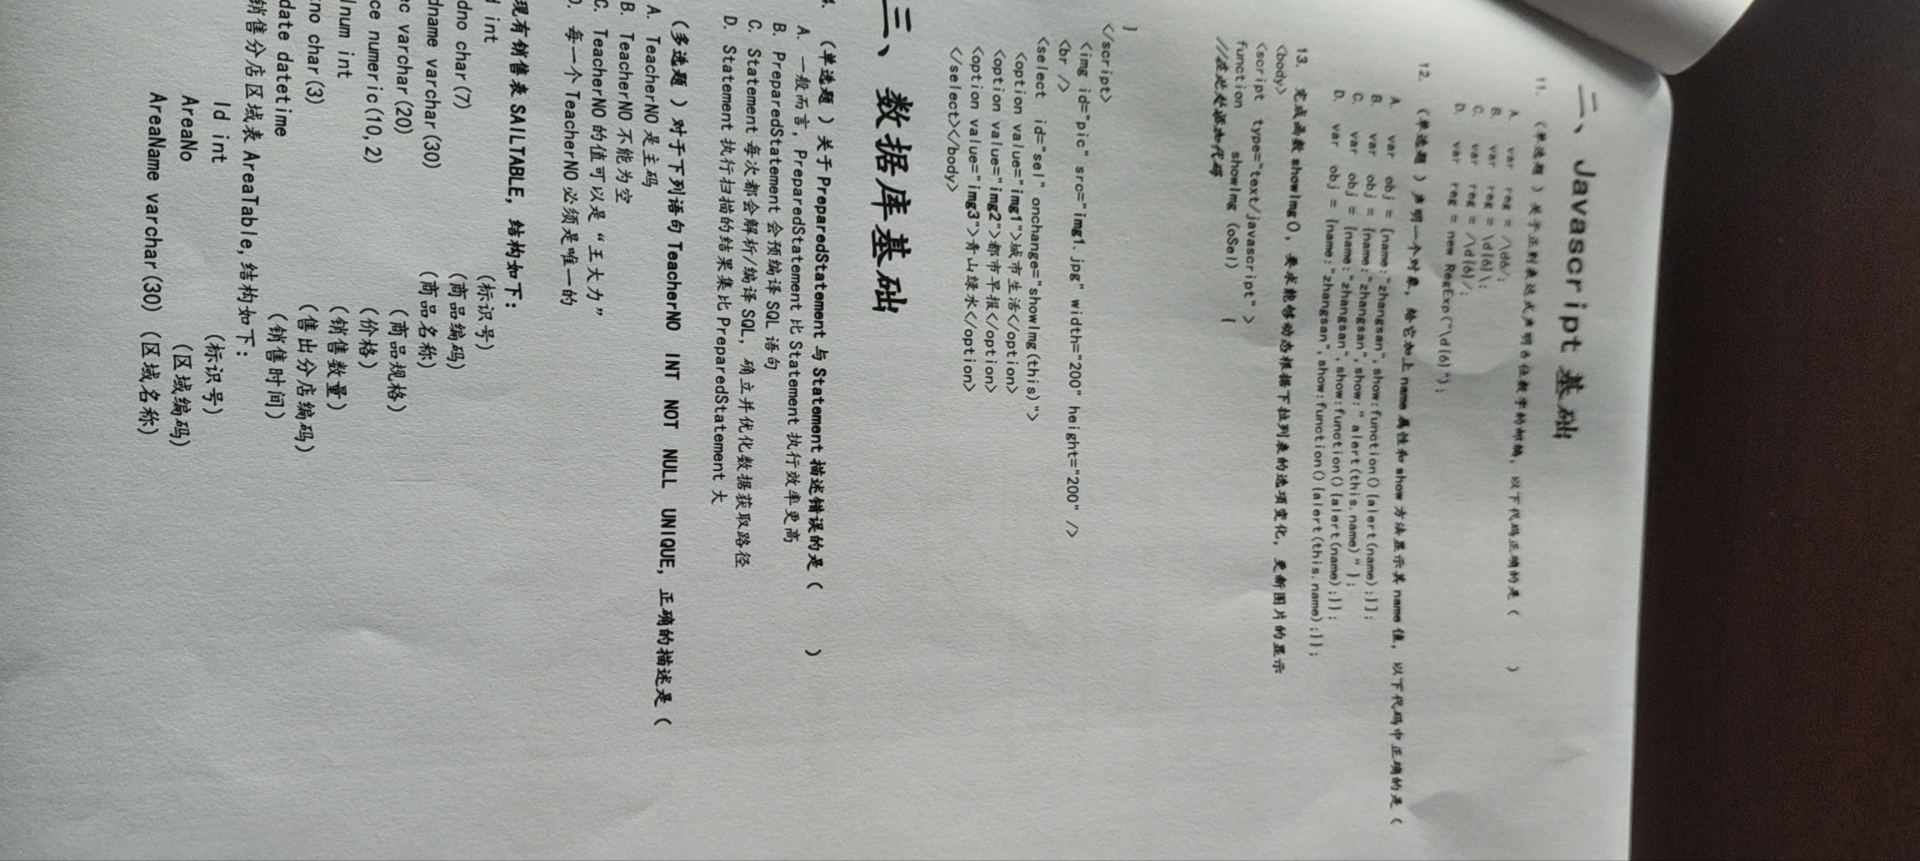 二、Javascript 基础
11. (单选题) 关于正则表达式声明 6 位数字的邮编, 以下代码正确的是 ( )
A. var reg = /\d6/;
B. var reg = \d{6}\;
C. var reg = /\d{6}/;
D. var reg = new RegExp("\d{6}");
12. (单选题) 声明一个对象, 给它加上 name 属性和 show 方法显示其 name 值, 以下代码中正确的是 (
A. var obj = [name:"zhangsan",show:function(){alert(name);}];
B. var obj = {name:"zhangsan",show:"alert(this.name)"};
C. var obj = {name:"zhangsan",show:function(){alert(name);}};
D. var obj = {name:"zhangsan",show:function(){alert(this.name);}};
13. 完成函数 showImg(), 要求能够动态根据下拉列表的选项变化, 更新图片的显示
<body>
<script type="text/javascript">
function showImg (oSel) {
//在此处添加代码
}
</script>
<img id="pic" src="img1.jpg" width="200" height="200" />
<br />
<select id="sel" onchange="showImg(this)">
<option value="img1">城市生活</option>
<option value="img2">都市早报</option>
<option value="img3">青山绿水</option>
</select></body>
三、数据库基础
4. (单选题) 关于 PreparedStatement 与 Statement 描述错误的是 ( )
A. 一般而言, PreparedStatement 比 Statement 执行效率更高
B. PreparedStatement 会预编译 SQL 语句
C. Statement 每次都会解析/编译 SQL, 确立并优化数据获取路径
D. Statement 执行扫描的结果集比 PreparedStatement 大
(多选题) 对于下列语句 TeacherNO INT NOT NULL UNIQUE, 正确的描述是 (
A. TeacherNO 是主码
B. TeacherNO 不能为空
C. TeacherNO 的值可以是“王大力”
D. 每一个 TeacherNO 必须是唯一的
现有销售表 SAILTABLE, 结构如下:
d int (标识号)
dno char(7) (商品编码)
dname varchar(30) (商品名称)
c varchar(20) (商品规格)
ce numeric(10,2) (价格)
num int (销售数量)
no char(3) (售出分店编码)
date datetime (销售时间)
销售分店区域表 AreaTable,结构如下:
Id int (标识号)
AreaNo (区域编码)
AreaName varchar(30) (区域名称)